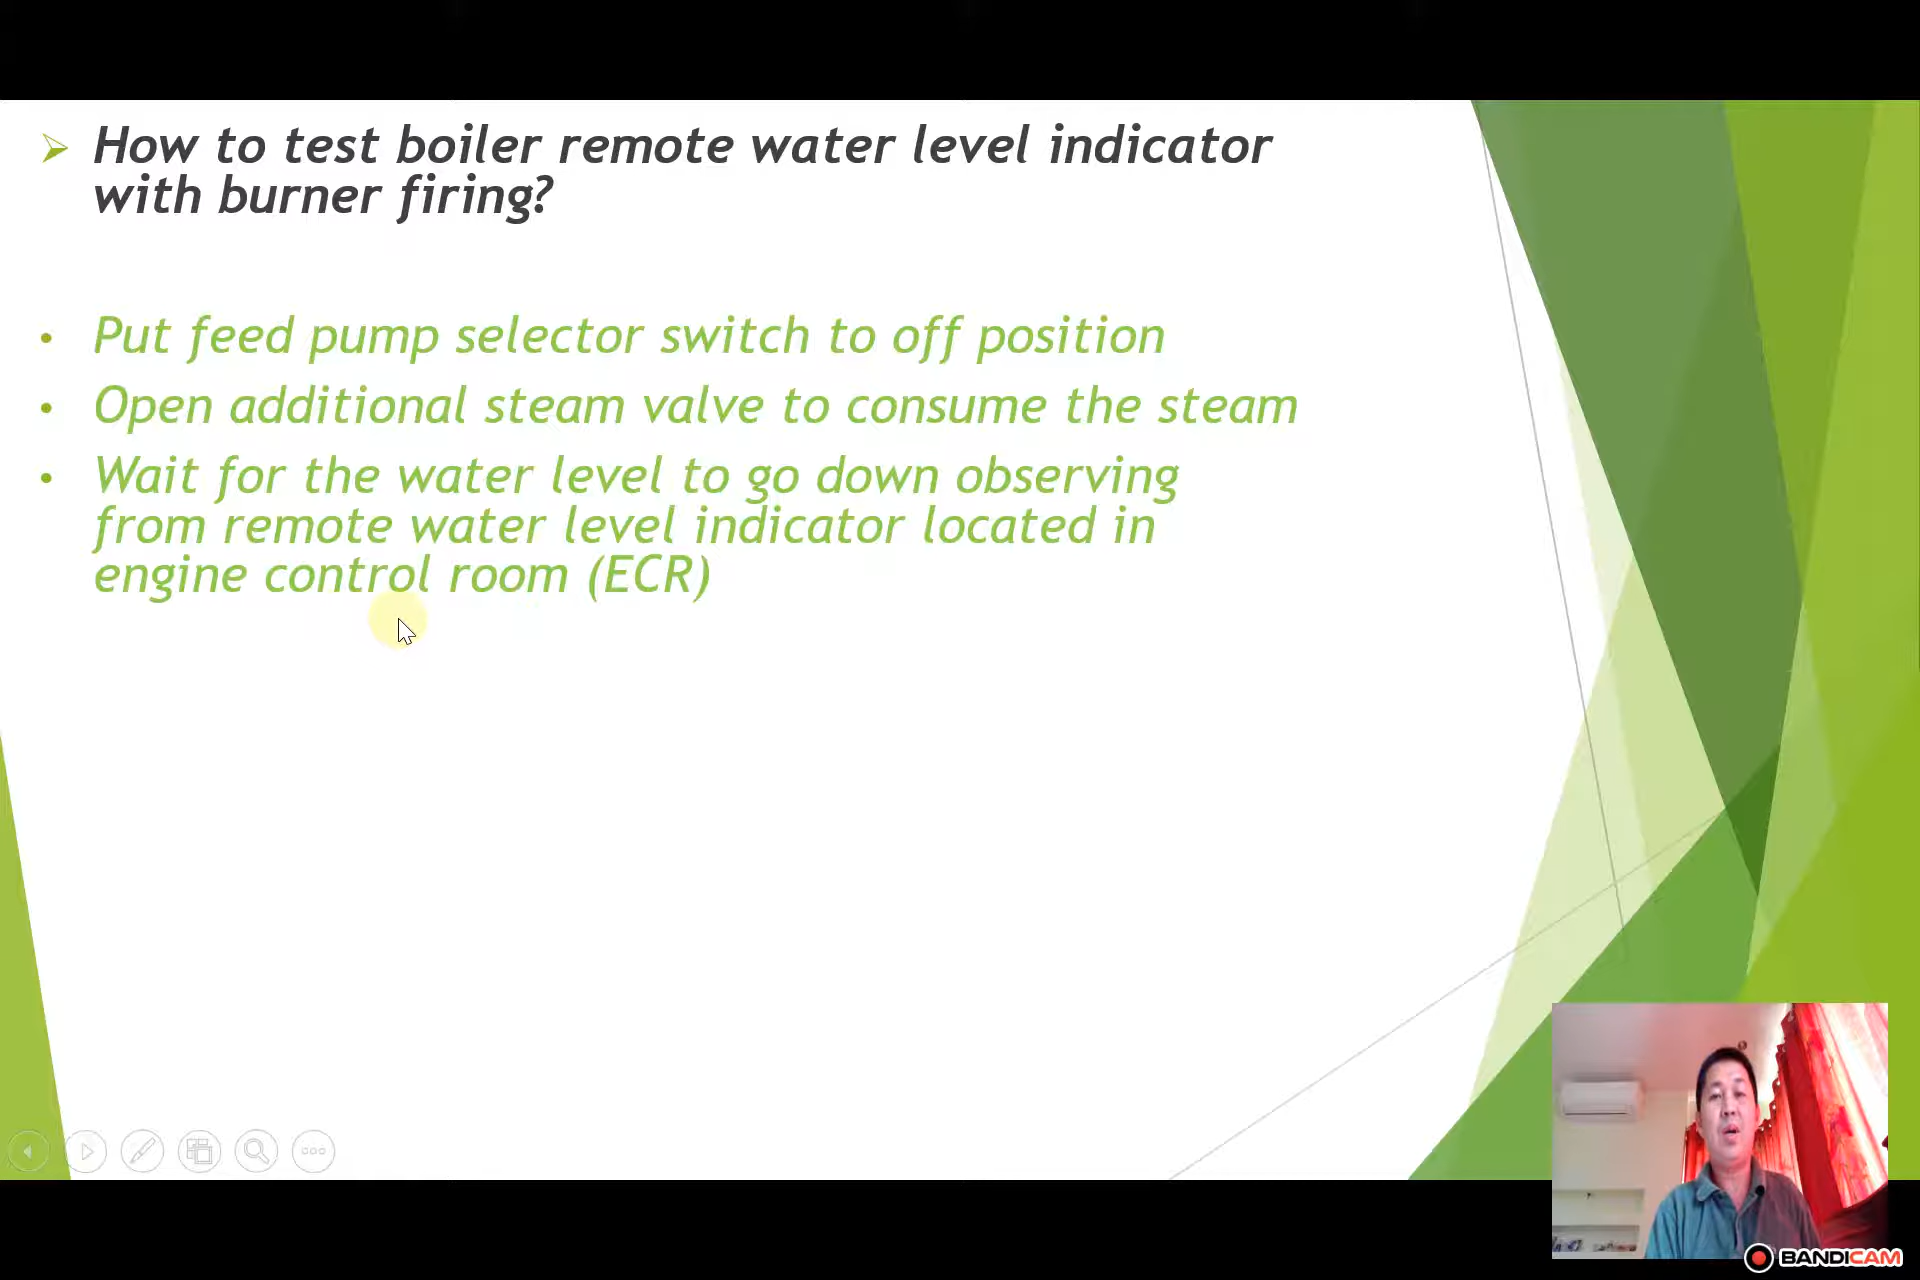 How to test boiler remote water level indicator
with burner firing?
Put feed pump selector switch to off position
Open additional steam valve to consume the steam
Wait for the water level to go down observing
from remote water level indicator located in
engine control room (ECR)
BANDICAM